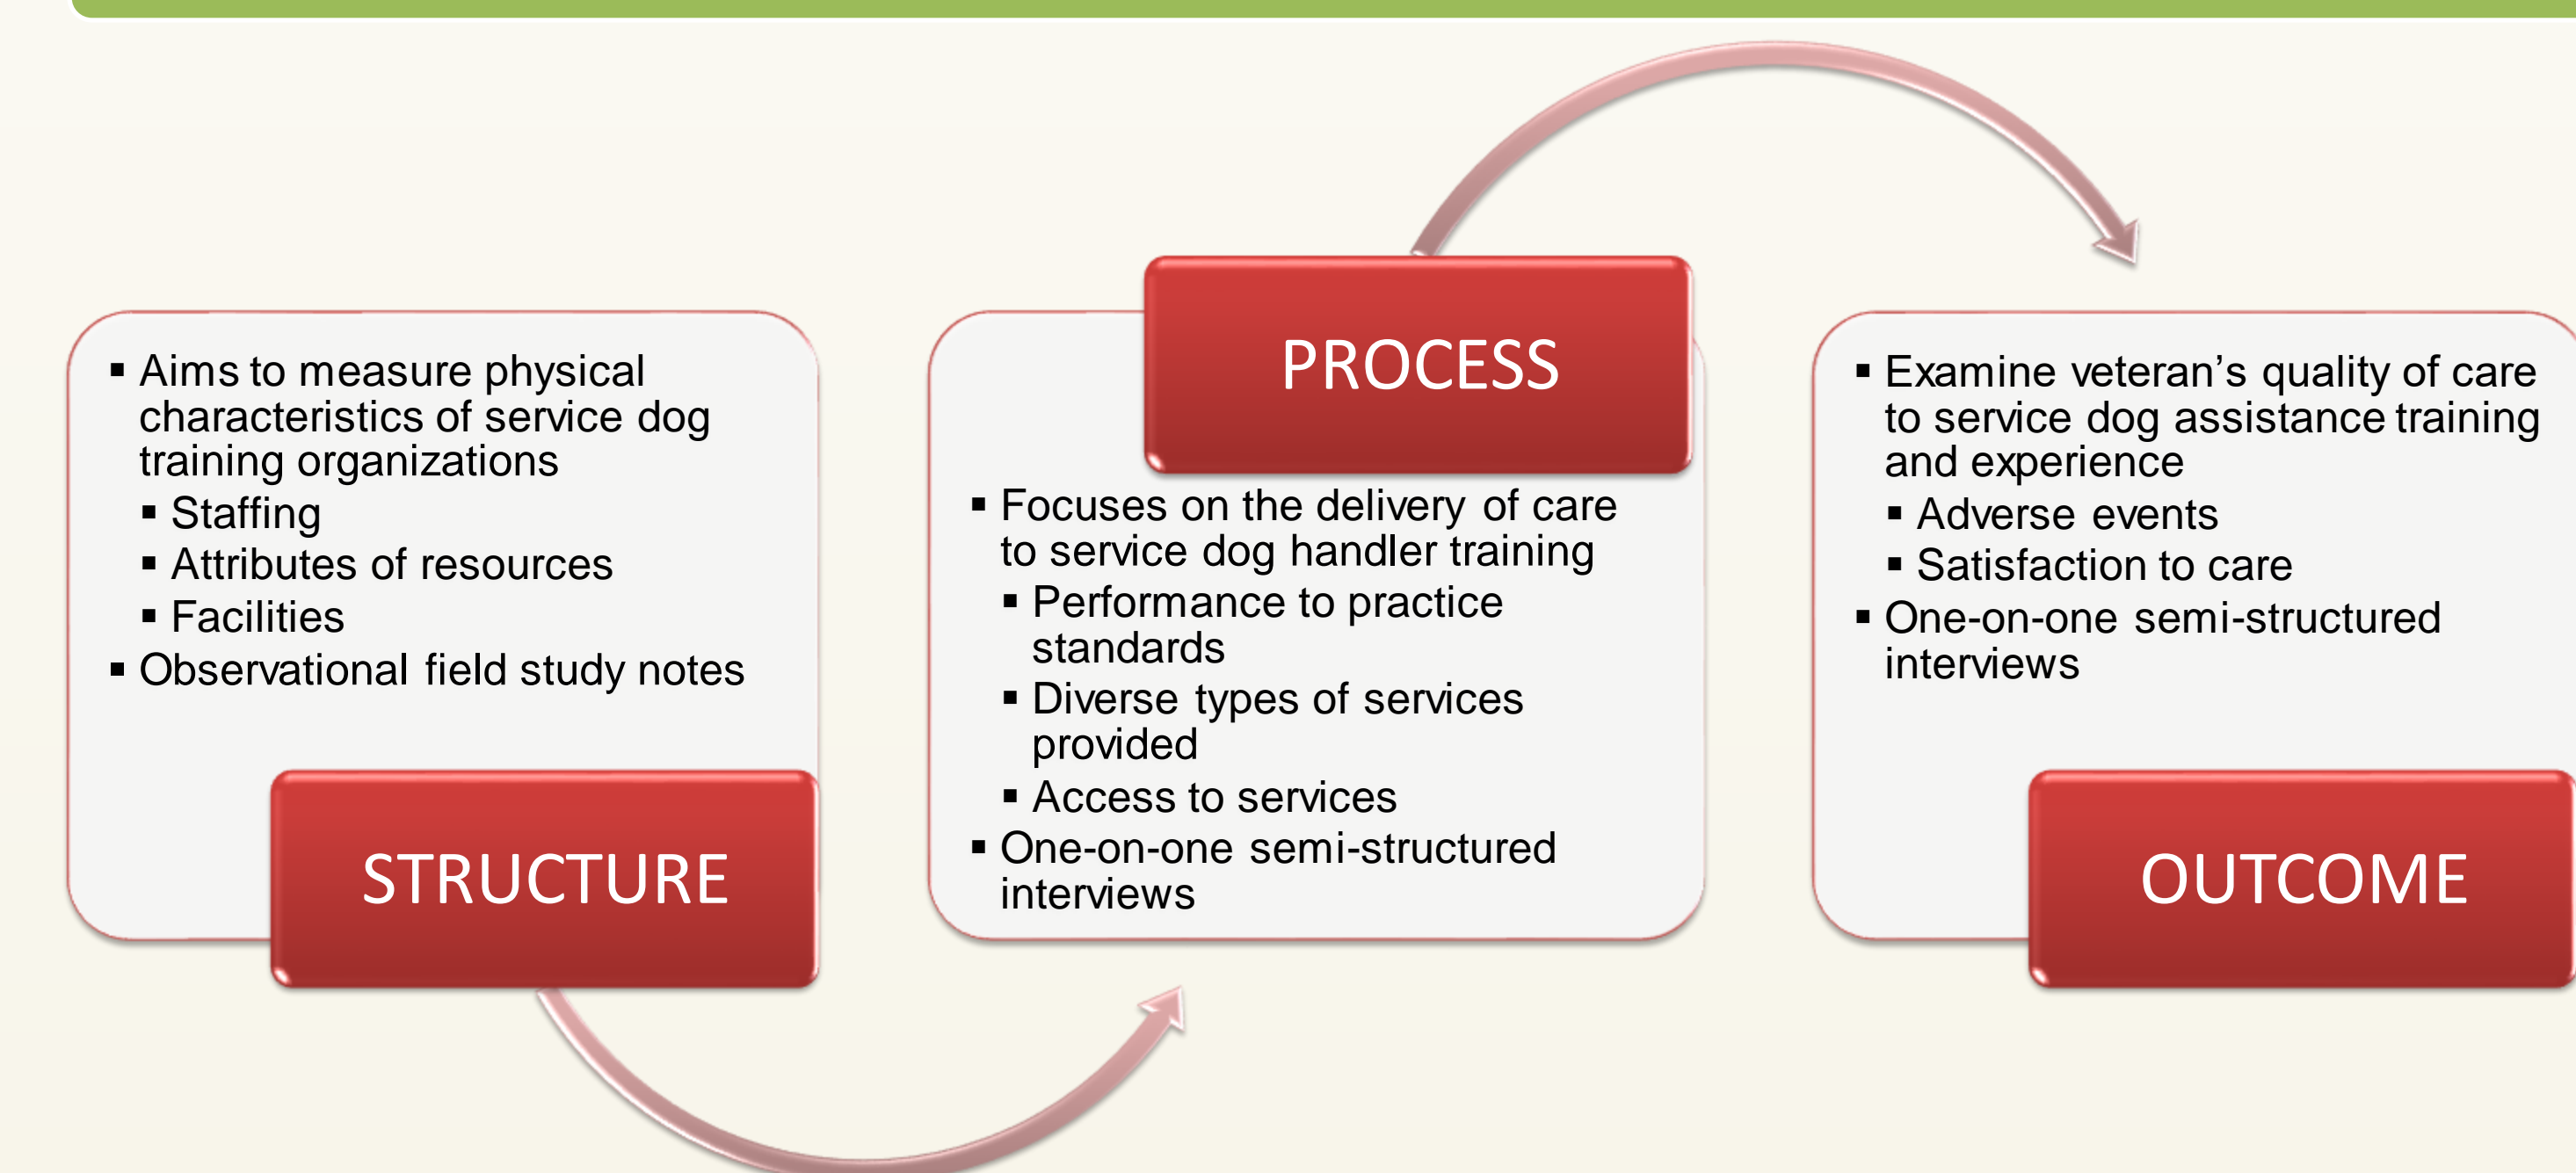 ▪ Aims to measure physical
characteristics of service dog
training organizations
▪ Staffing
▪ Attributes of resources
▪ Facilities
▪ Observational field study notes
STRUCTURE
PROCESS
▪ Focuses on the delivery of care
to service dog handler training
▪ Performance to practice
standards
▪ Diverse types of services
provided
▪ Access to services
▪ One-on-one semi-structured
interviews
▪ Examine veteran’s quality of care
to service dog assistance training
and experience
▪ Adverse events
▪ Satisfaction to care
▪ One-on-one semi-structured
interviews
OUTCOME